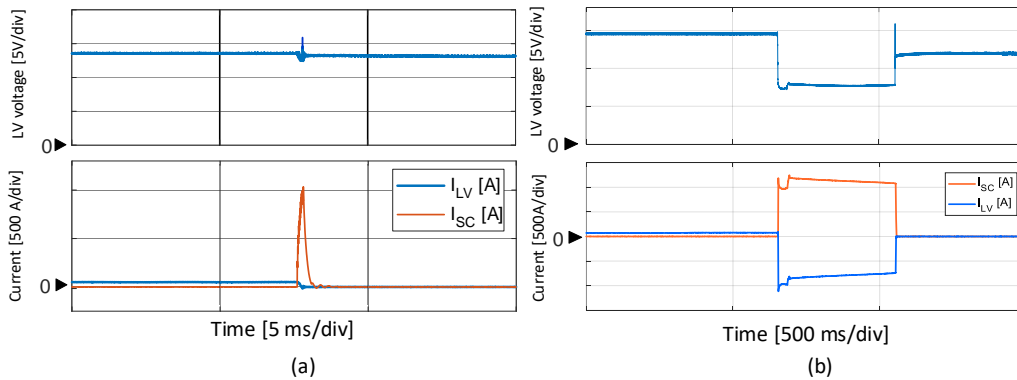 LV voltage [5V/div]
0
Current [500 A/div]
0
I_LV [A]
I_SC [A]
Time [5 ms/div]
(a)
LV voltage [5V/div]
0
Current [500A/div]
0
I_SC [A]
I_LV [A]
Time [500 ms/div]
(b)